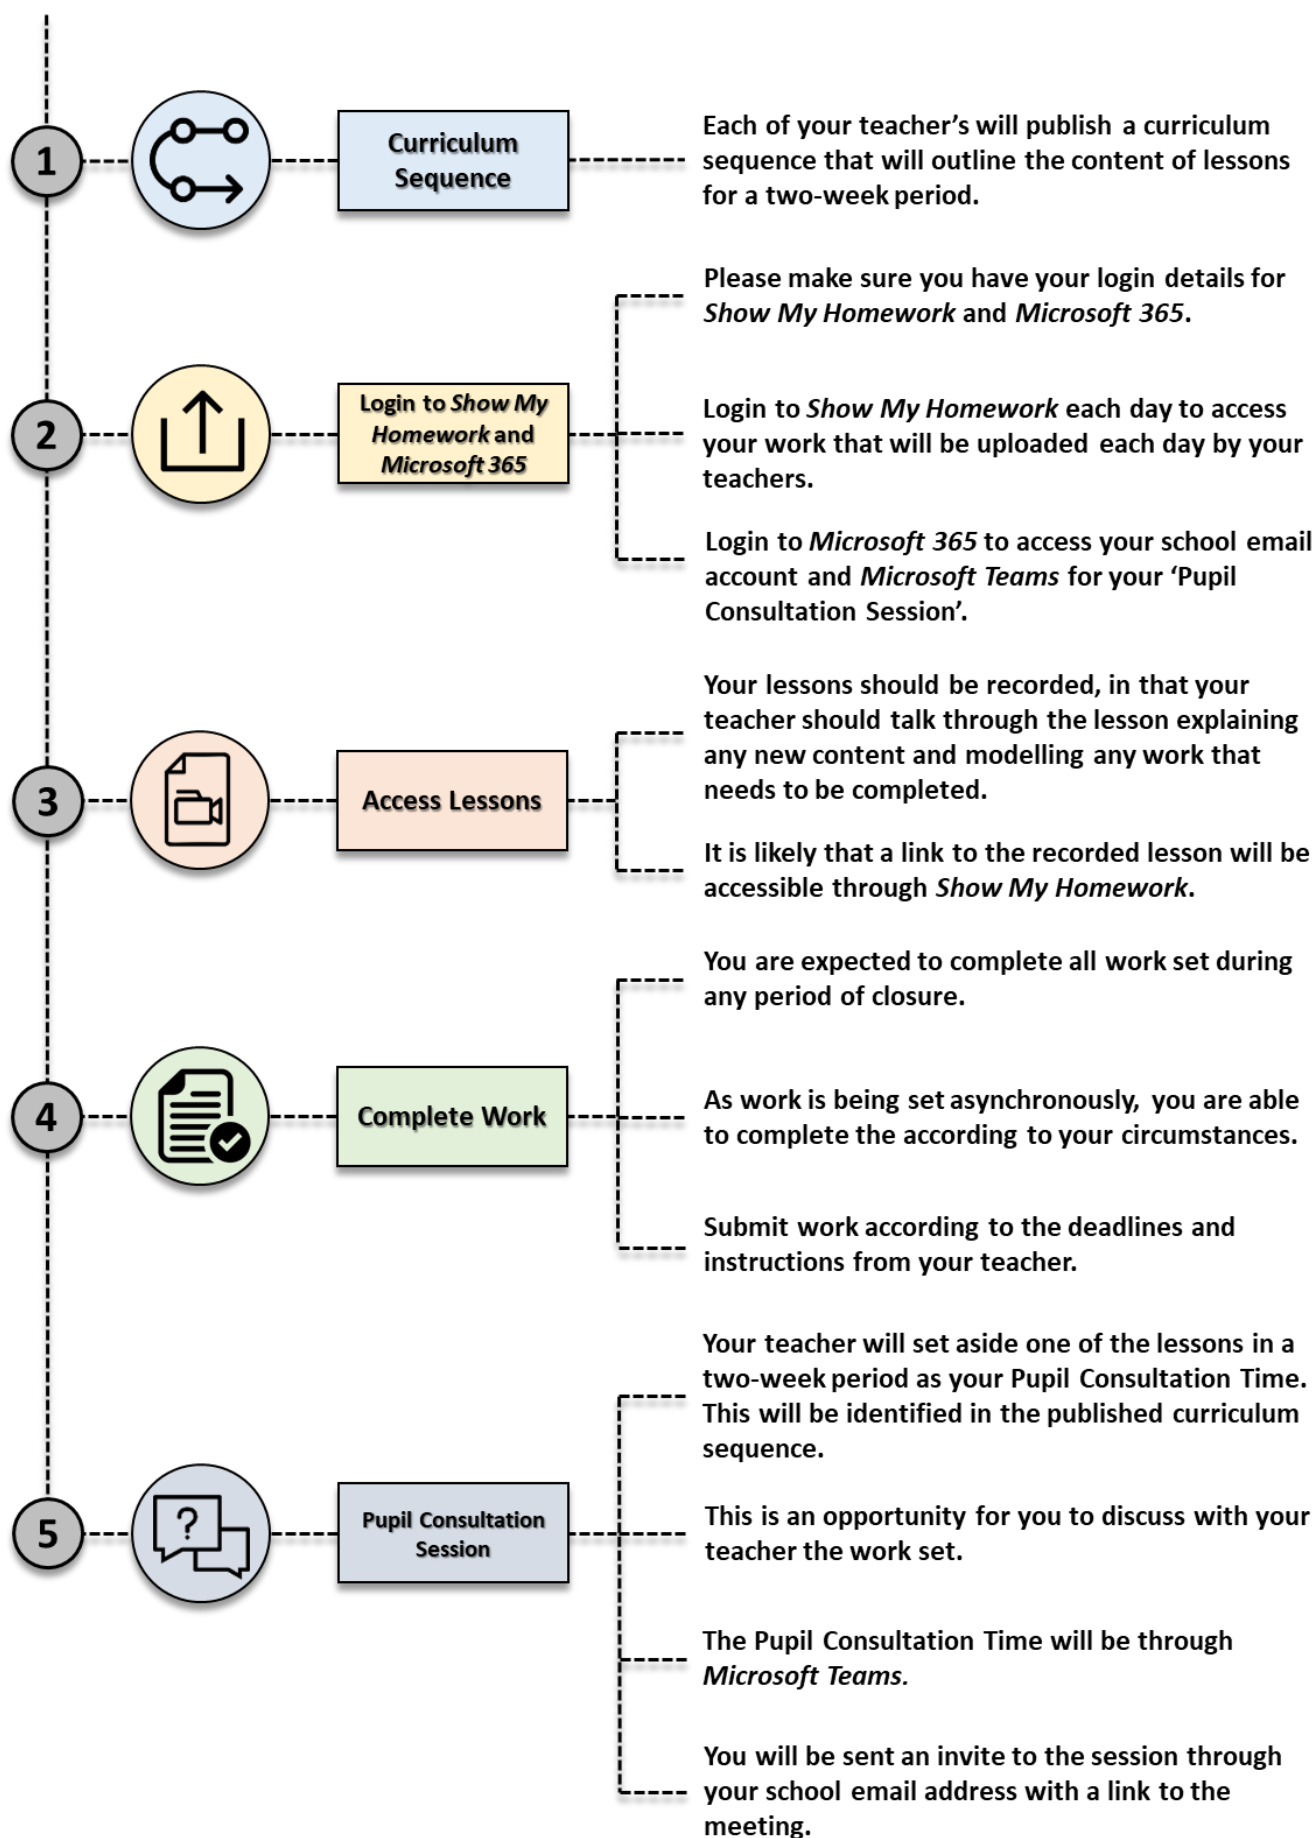 1
Curriculum
Sequence
Each of your teacher's will publish a curriculum
sequence that will outline the content of lessons
for a two-week period.
2
Login to Show My
Homework and
Microsoft 365
Please make sure you have your login details for
Show My Homework and Microsoft 365.
Login to Show My Homework each day to access
your work that will be uploaded each day by your
teachers.
Login to Microsoft 365 to access your school email
account and Microsoft Teams for your ‘Pupil
Consultation Session’.
3
Access Lessons
Your lessons should be recorded, in that your
teacher should talk through the lesson explaining
any new content and modelling any work that
needs to be completed.
It is likely that a link to the recorded lesson will be
accessible through Show My Homework.
4
Complete Work
You are expected to complete all work set during
any period of closure.
As work is being set asynchronously, you are able
to complete the according to your circumstances.
Submit work according to the deadlines and
instructions from your teacher.
5
?
Pupil Consultation
Session
Your teacher will set aside one of the lessons in a
two-week period as your Pupil Consultation Time.
This will be identified in the published curriculum
sequence.
This is an opportunity for you to discuss with your
teacher the work set.
The Pupil Consultation Time will be through
Microsoft Teams.
You will be sent an invite to the session through
your school email address with a link to the
meeting.